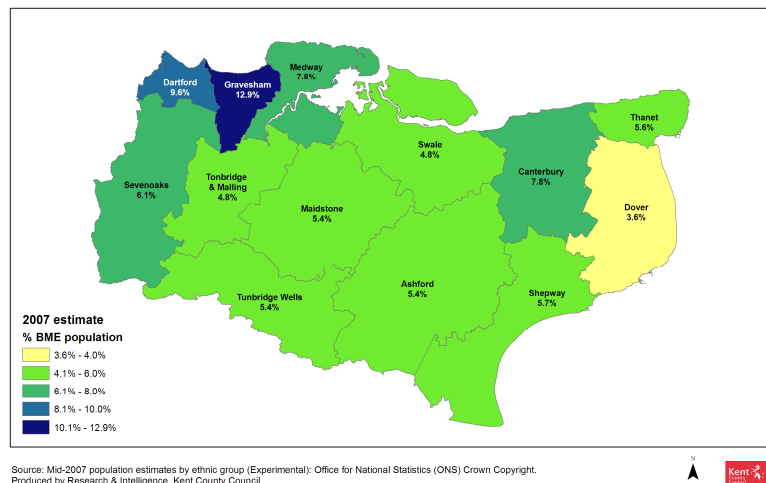 Medway
7.8%
Dartford
9.6%
Gravesham
12.9%
Thanet
5.6%
Swale
4.8%
Canterbury
7.8%
Sevenoaks
6.1%
Tonbridge
& Malling
4.8%
Maidstone
5.4%
Dover
3.6%
Ashford
5.4%
Shepway
5.7%
Tunbridge Wells
5.4%
2007 estimate
% BME population
3.6% - 4.0%
4.1% - 6.0%
6.1% - 8.0%
8.1% - 10.0%
10.1% - 12.9%
N
Source: Mid-2007 population estimates by ethnic group (Experimental): Office for National Statistics (ONS) Crown Copyright.
Produced by Research & Intelligence, Kent County Council
Kent
County
Council